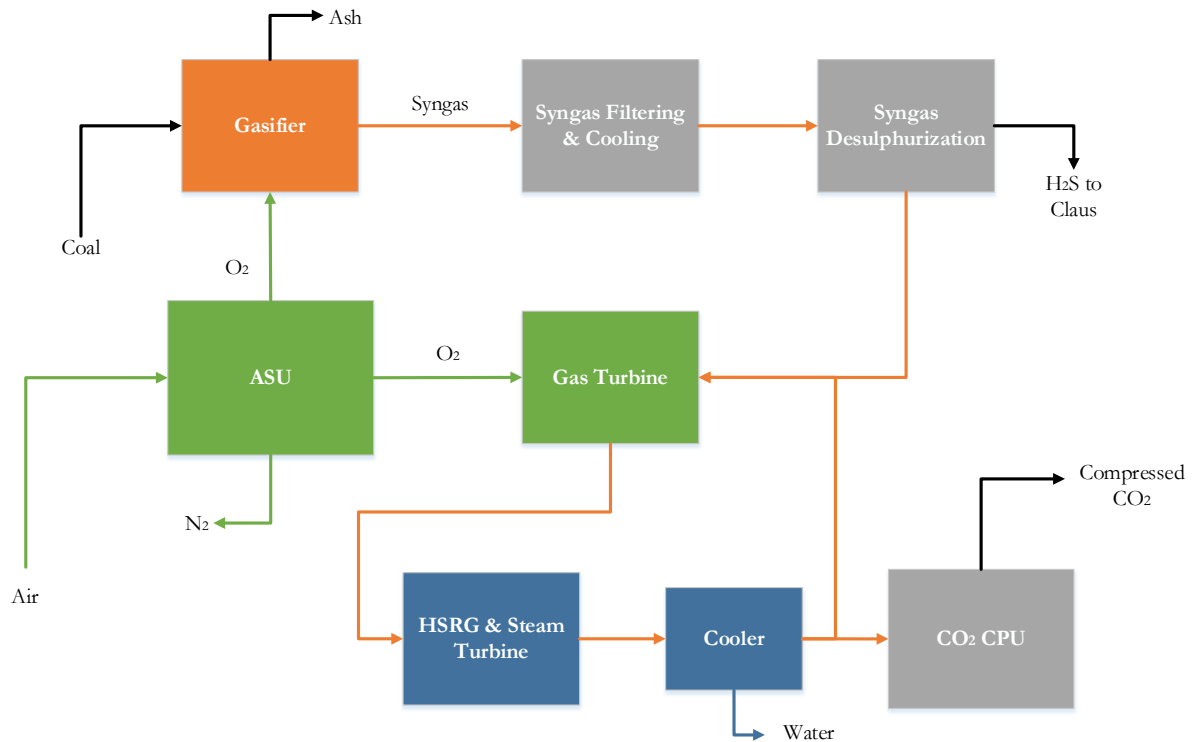 Ash
Gasifier
Syngas
Syngas Filtering
& Cooling
Syngas
Desulphurization
H₂S to
Claus
Coal
O₂
ASU
O₂
Gas Turbine
N₂
Air
Compressed
CO₂
HSRG & Steam
Turbine
Cooler
CO₂ CPU
Water